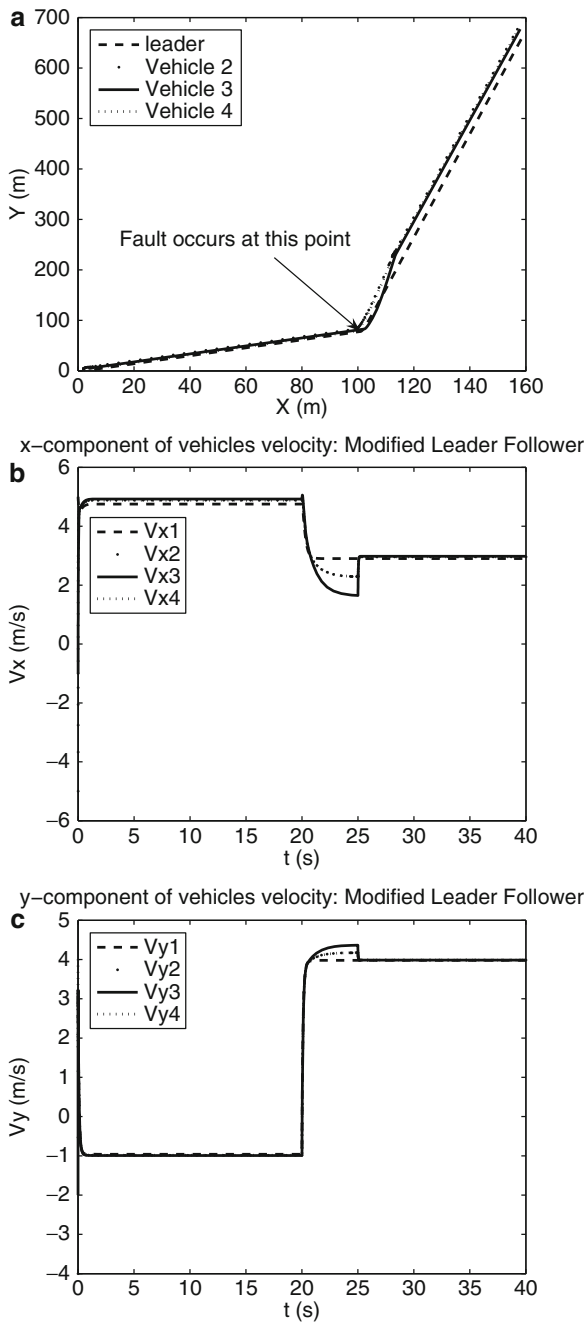 a
700
600
500
400
300
200
100
0
Y (m)
leader
Vehicle 2
Vehicle 3
Vehicle 4
Fault occurs at this point
0 20 40 60 80 100 120 140 160
X (m)
x−component of vehicles velocity: Modified Leader Follower
b
6
4
2
0
−2
−4
−6
Vx (m/s)
Vx1
Vx2
Vx3
Vx4
0 5 10 15 20 25 30 35 40
t (s)
y−component of vehicles velocity: Modified Leader Follower
c
5
4
3
2
1
0
−1
−2
−3
−4
Vy (m/s)
Vy1
Vy2
Vy3
Vy4
0 5 10 15 20 25 30 35 40
t (s)